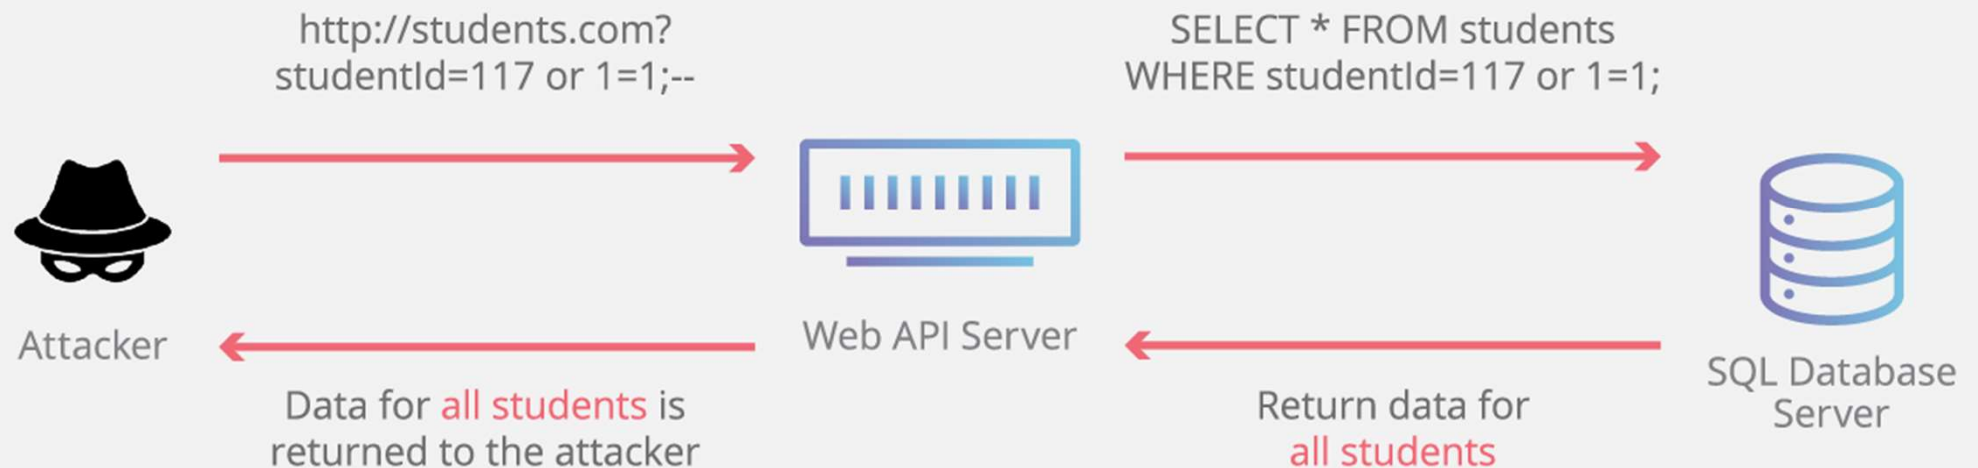 http://students.com?
studentId=117 or 1=1;--
SELECT * FROM students
WHERE studentId=117 or 1=1;
Attacker
Web API Server
SQL Database
Server
Data for all students is
returned to the attacker
Return data for
all students